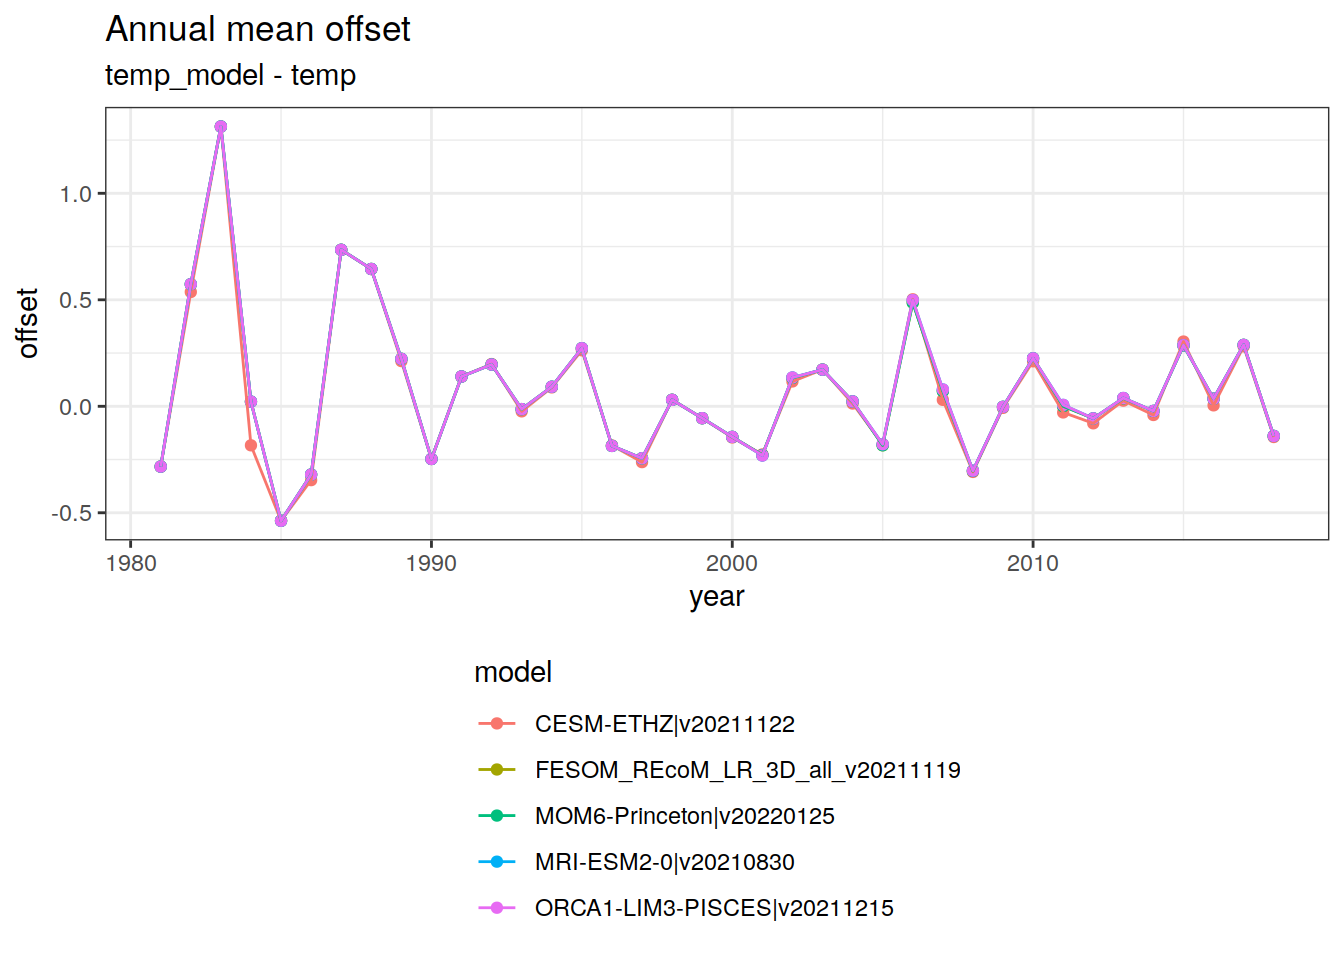 Annual mean offset
temp_model - temp
offset
1.0
0.5
0.0
-0.5
1980 1990 2000 2010
year
model
CESM-ETHZ|v20211122
FESOM_REcoM_LR_3D_all_v20211119
MOM6-Princeton|v20220125
MRI-ESM2-0|v20210830
ORCA1-LIM3-PISCES|v20211215